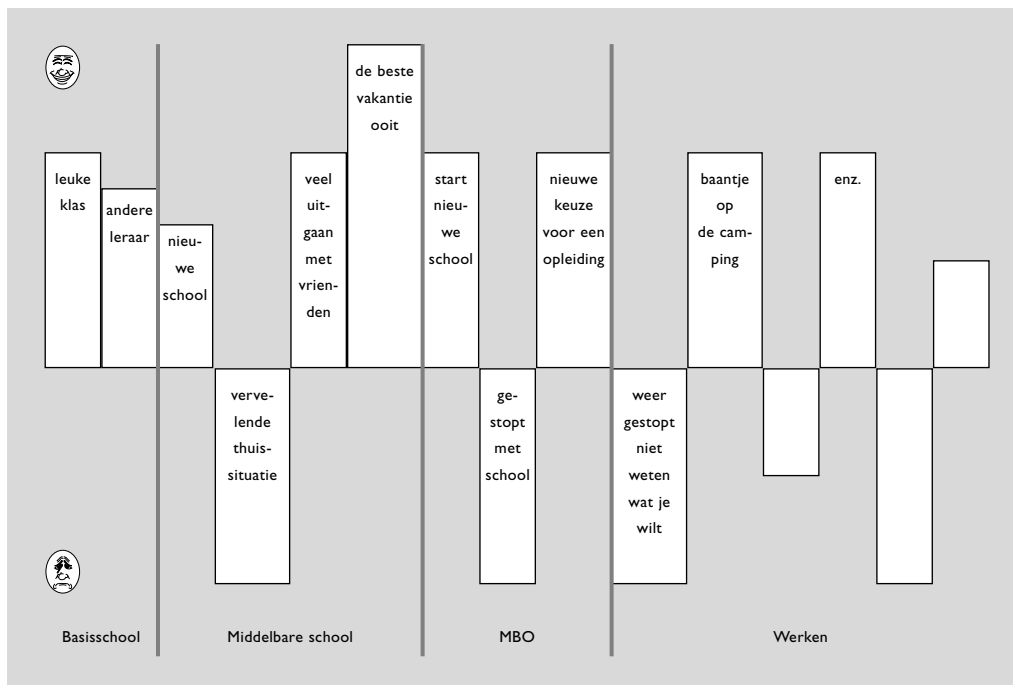 leuke
klas
andere
leraar
nieu-
we
school
verve-
lende
thuis-
situatie
veel
uit-
gaan
met
vrien-
den
de beste
vakantie
ooit
start
nieu-
we
school
ge-
stopt
met
school
nieuwe
keuze
voor een
opleiding
weer
gestopt
niet
weten
wat je
wilt
baantje
op
de cam-
ping
enz.
Basisschool
Middelbare school
MBO
Werken